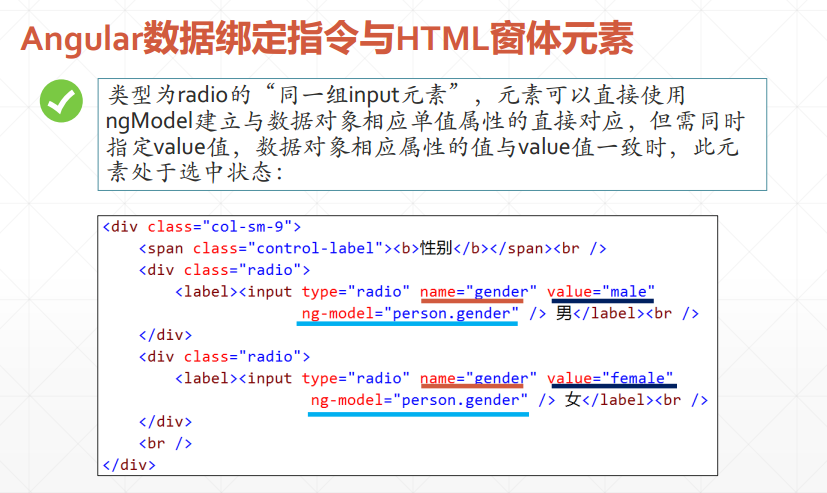 Angular数据绑定指令与HTML窗体元素
类型为radio的“同一组input元素”，元素可以直接使用
ngModel建立与数据对象相应单值属性的直接对应，但需同时
指定value值，数据对象相应属性的值与value值一致时，此元
素处于选中状态：
<div class="col-sm-9">
<span class="control-label"><b>性别</b></span><br />
<div class="radio">
<label><input type="radio" name="gender" value="male"
ng-model="person.gender" /> 男</label><br />
</div>
<div class="radio">
<label><input type="radio" name="gender" value="female"
ng-model="person.gender" /> 女</label><br />
</div>
<br />
</div>